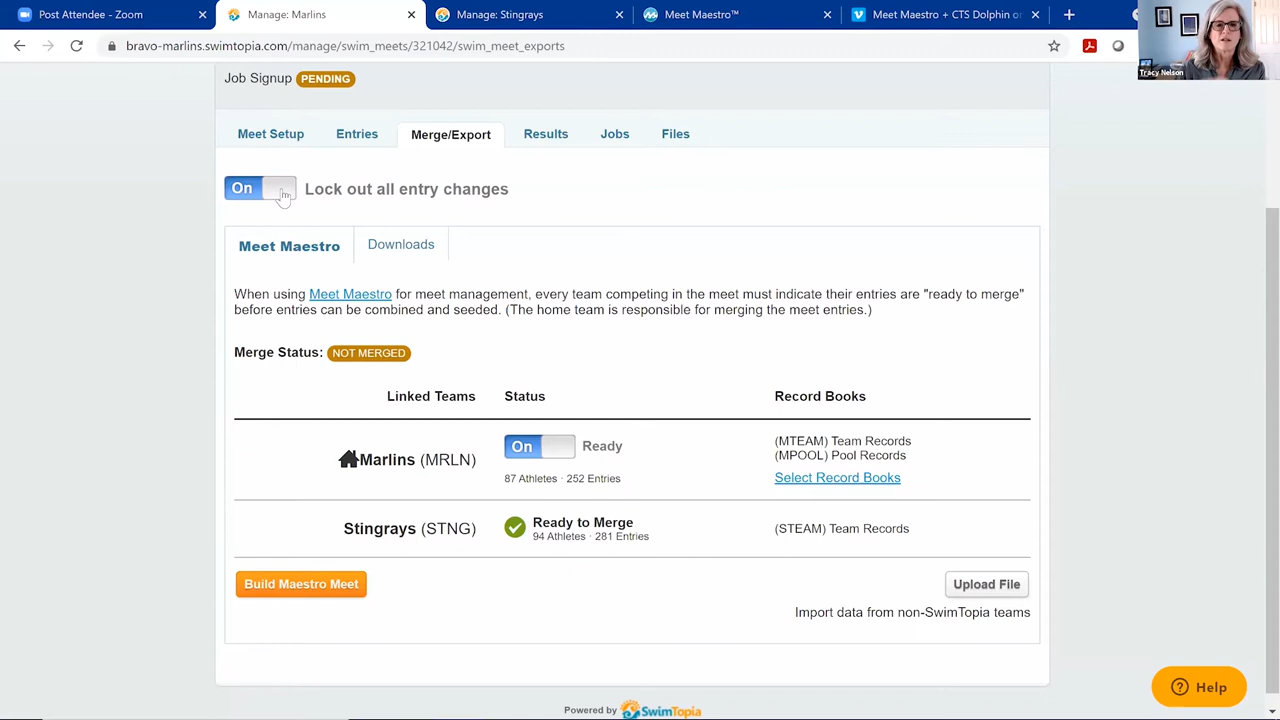 Post Attendee - Zoom
Manage: Marlins
Manage: Stingrays
Meet Maestro™
Meet Maestro + CTS Dolphin or
bravo-marlins.swimtopia.com/manage/swim_meets/321042/swim_meet_exports
Tracy Nelson
Job Signup PENDING
Meet Setup Entries Merge/Export Results Jobs Files
On Lock out all entry changes
Meet Maestro Downloads
When using Meet Maestro for meet management, every team competing in the meet must indicate their entries are "ready to merge"
before entries can be combined and seeded. (The home team is responsible for merging the meet entries.)
Merge Status: NOT MERGED
Linked Teams Status Record Books
Marlins (MRLN) On Ready
87 Athletes · 252 Entries
(MTEAM) Team Records
(MPOOL) Pool Records
Select Record Books
Stingrays (STNG) Ready to Merge
94 Athletes · 281 Entries
(STEAM) Team Records
Build Maestro Meet
Upload File
Import data from non-SwimTopia teams
? Help
Powered by SwimTopia